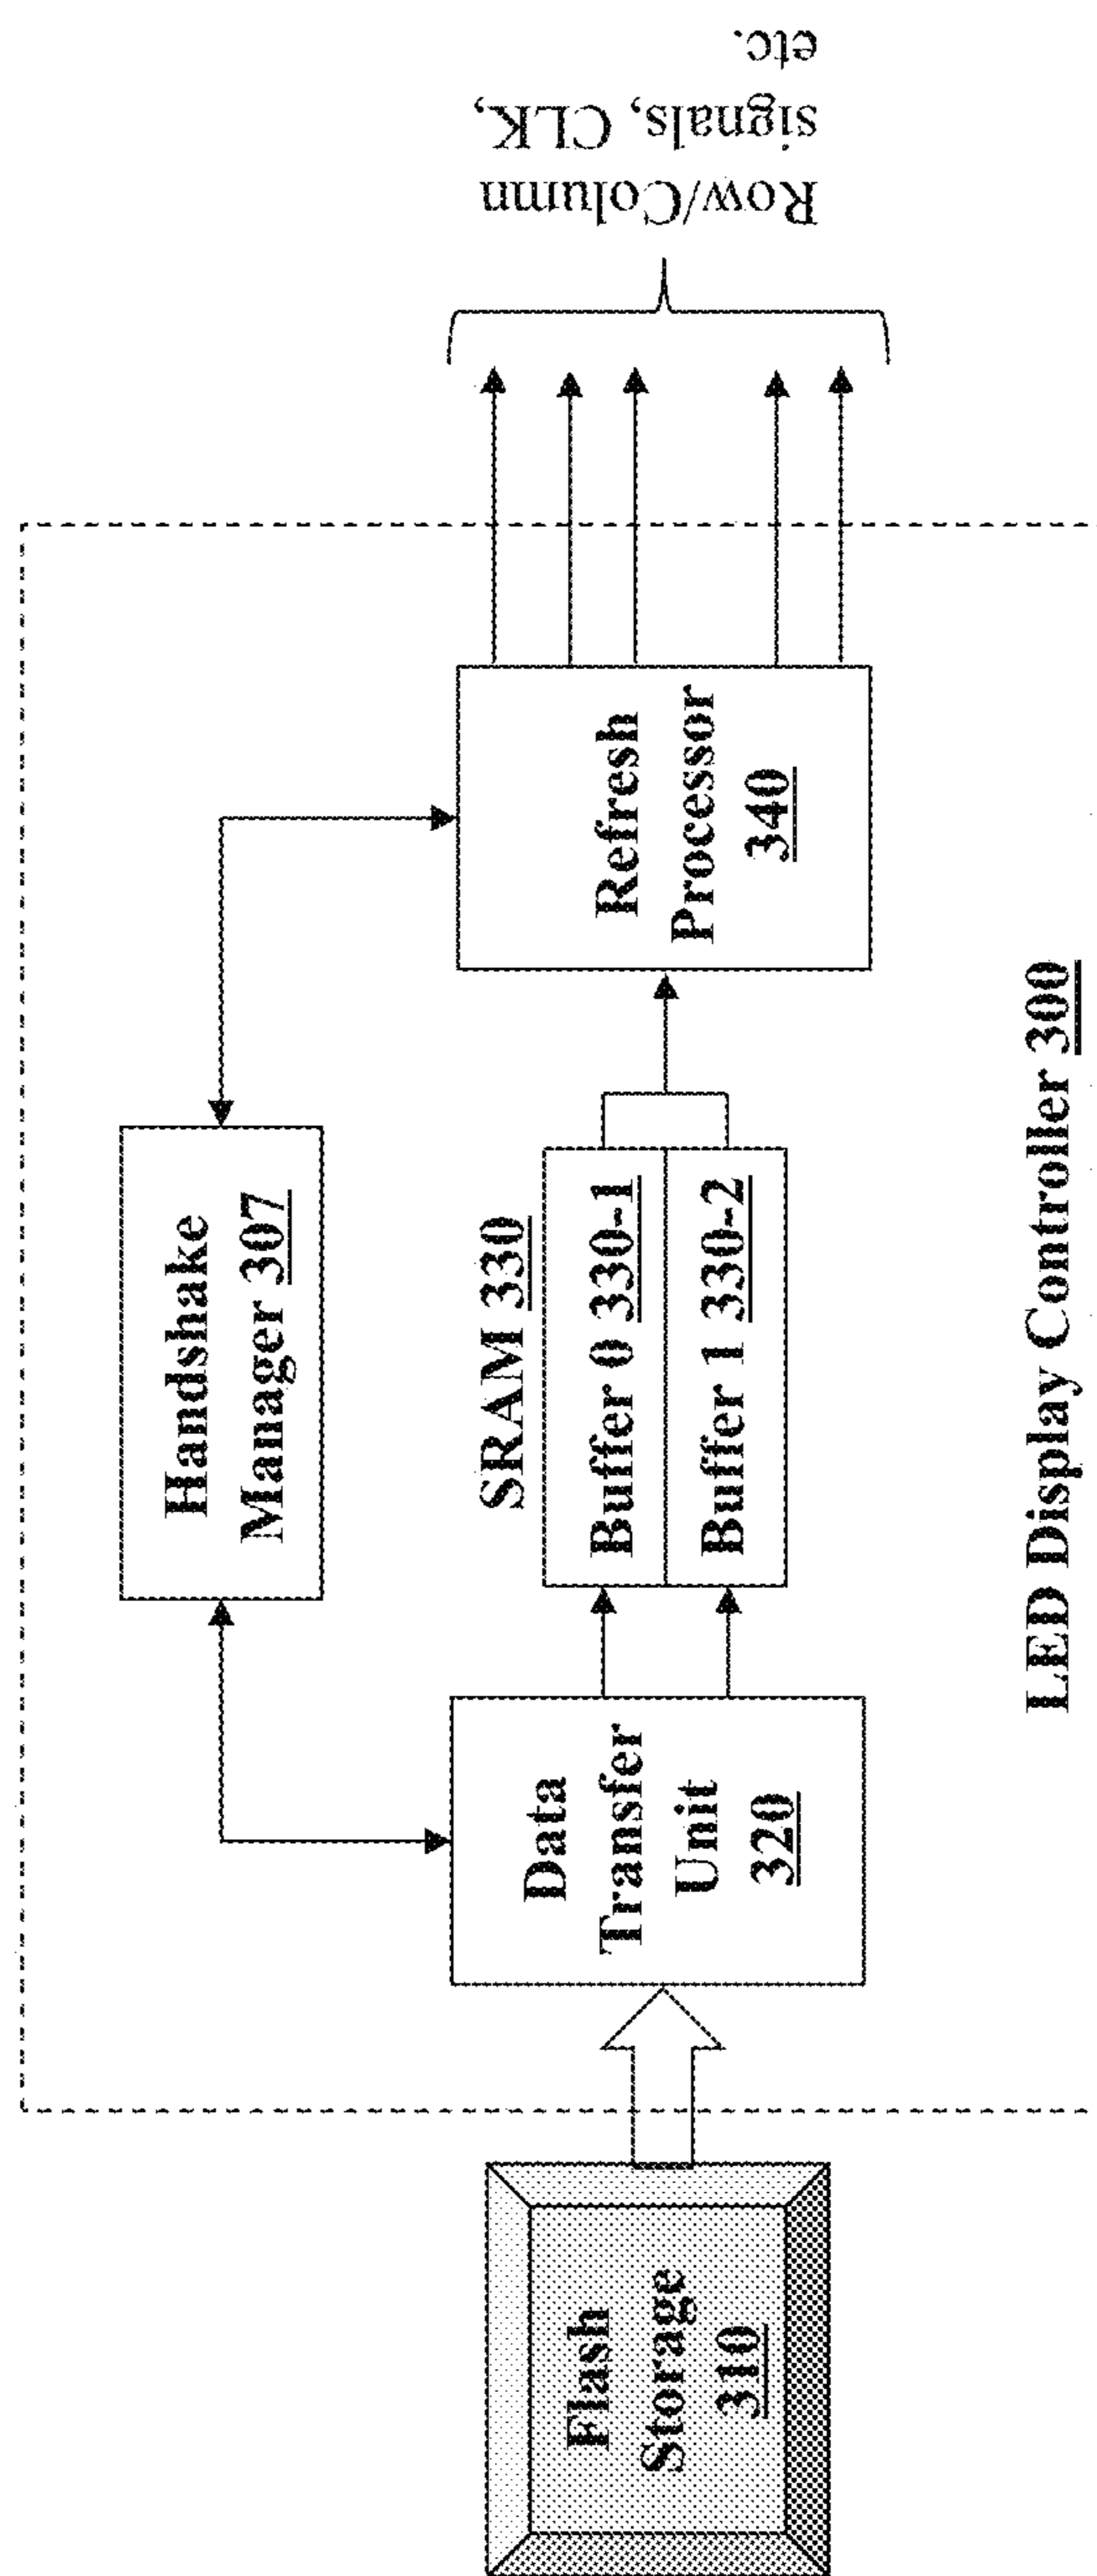 Flash
Storage
310
Data
Transfer
Unit
320
Handshake
Manager 307
SRAM 330
Buffer 0 330-1
Buffer 1 330-2
Refresh
Processor
340
Row/Column
signals, CLK,
etc.
LED Display Controller 300